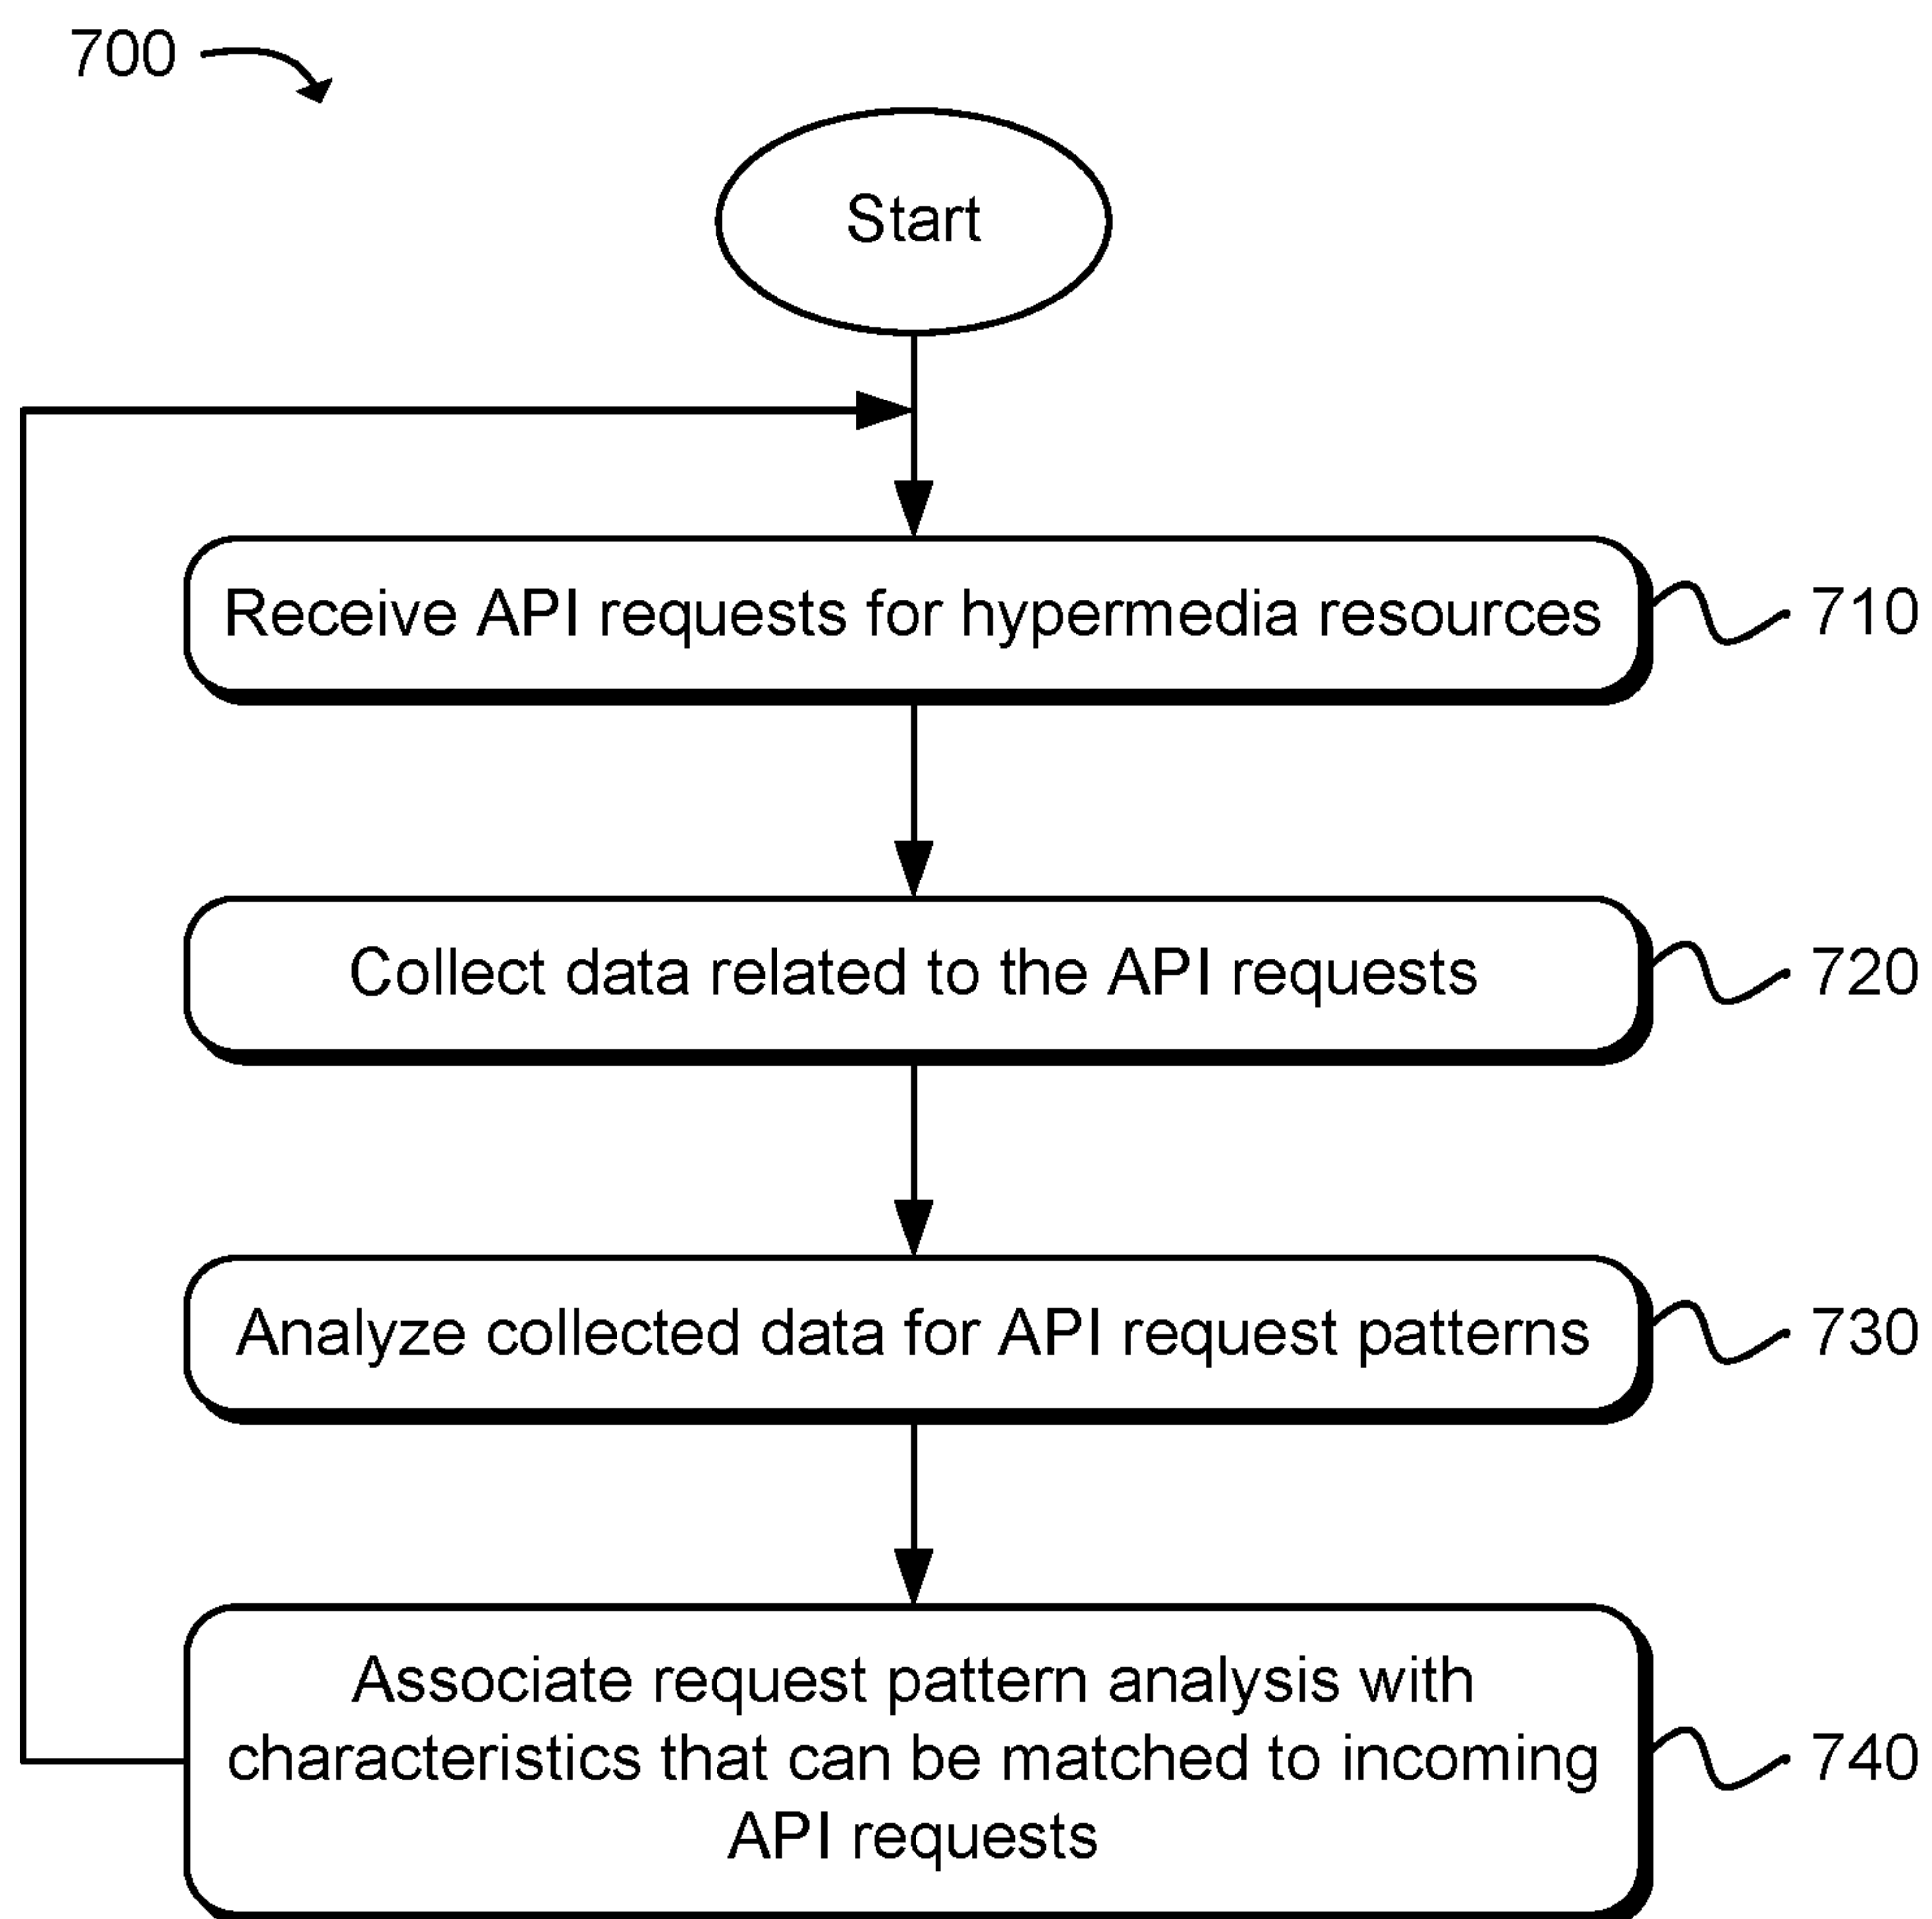 700
Start
Receive API requests for hypermedia resources
710
Collect data related to the API requests
720
Analyze collected data for API request patterns
730
Associate request pattern analysis with
characteristics that can be matched to incoming
API requests
740